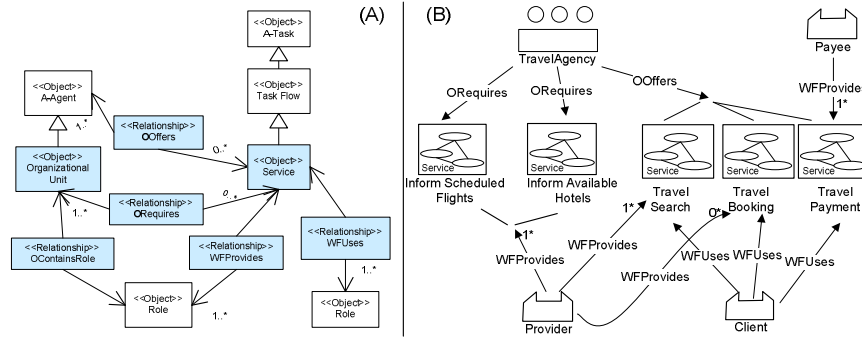 (A)
<<Object>>
A-Task
<<Object>>
A-Agent
<<Object>>
Task Flow
1..*
<<Relationship>>
OOffers
0..*
<<Object>>
Organizational
Unit
<<Object>>
Service
1..*
<<Relationship>>
ORequires
0..*
<<Relationship>>
WFUses
<<Relationship>>
OContainsRole
<<Relationship>>
WFProvides
1..*
<<Object>>
Role
1..*
<<Object>>
Role
(B)
TravelAgency
Payee
ORequires
ORequires
OOffers
WFProvides
1*
Service
Service
Service
Service
Service
Inform Scheduled
Flights
Inform Available
Hotels
Travel
Search
Travel
Booking
Travel
Payment
1*
1*
0*
WFProvides
WFProvides
WFProvides
WFUses
WFUses
WFUses
Provider
Client